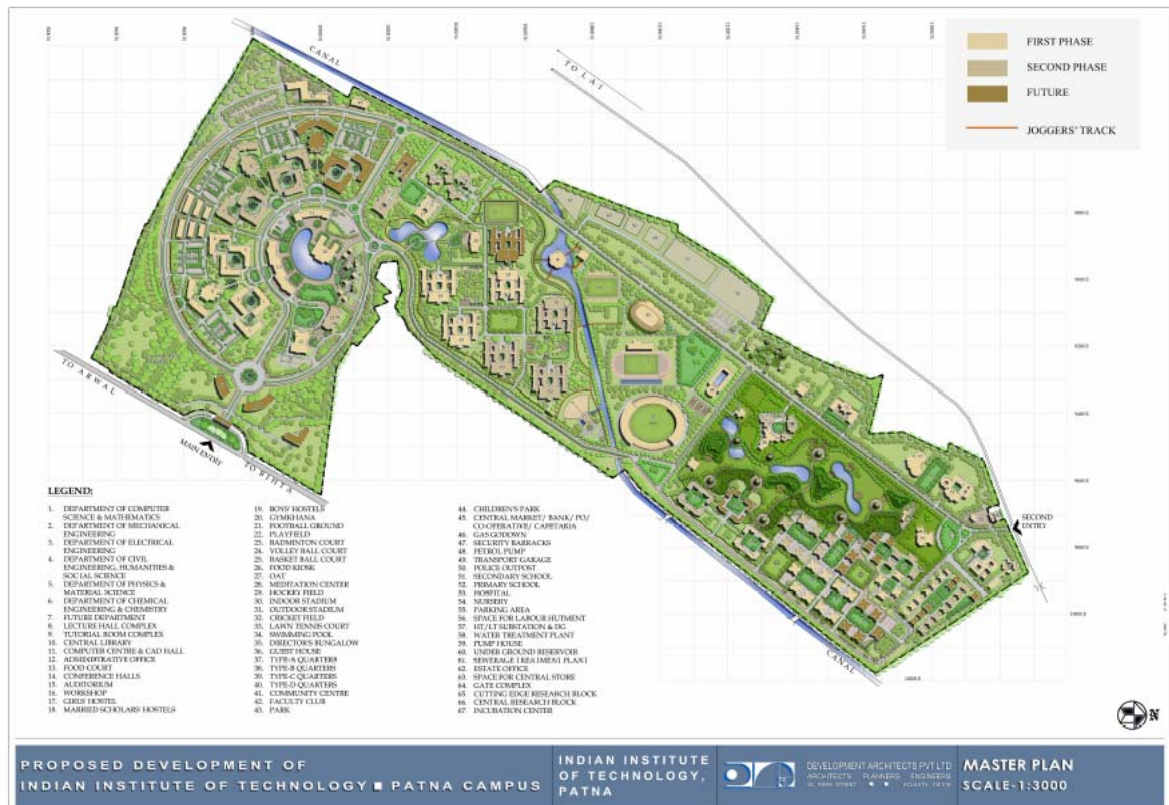 CANAL
TO LAI
FIRST PHASE
SECOND PHASE
FUTURE
JOGGERS' TRACK
TO ARWAL
MAIN ENTRY
TO BIHTA
SECOND
ENTRY
CANAL
LEGEND:
1. DEPARTMENT OF COMPUTER
SCIENCE & MATHEMATICS
2. DEPARTMENT OF MECHANICAL
ENGINEERING
3. DEPARTMENT OF ELECTRICAL
ENGINEERING
4. DEPARTMENT OF CIVIL
ENGINEERING, HUMANITIES &
SOCIAL SCIENCE
5. DEPARTMENT OF PHYSICS &
MATERIAL SCIENCE
6. DEPARTMENT OF CHEMICAL
ENGINEERING & CHEMISTRY
7. FUTURE DEPARTMENT
8. LECTURE HALL COMPLEX
9. TUTORIAL ROOM COMPLEX
10. CENTRAL LIBRARY
11. COMPUTER CENTRE & CAD HALL
12. ADMINISTRATIVE OFFICE
13. FOOD COURT
14. CONFERENCE HALLS
15. AUDITORIUM
16. WORKSHOP
17. GIRLS' HOSTEL
18. MARRIED SCHOLARS' HOSTELS
19. BOYS' HOSTELS
20. GYMKHANA
21. FOOTBALL GROUND
22. PLAYFIELD
23. BADMINTON COURT
24. VOLLEY BALL COURT
25. BASKET BALL COURT
26. FOOD KIOSK
27. OAT
28. MEDITATION CENTER
29. HOCKEY FIELD
30. INDOOR STADIUM
31. OUTDOOR STADIUM
32. CRICKET FIELD
33. LAWN TENNIS COURT
34. SWIMMING POOL
35. DIRECTOR'S BUNGALOW
36. GUEST HOUSE
37. TYPE-A QUARTERS
38. TYPE-B QUARTERS
39. TYPE-C QUARTERS
40. TYPE-D QUARTERS
41. COMMUNITY CENTRE
42. FACULTY CLUB
43. PARK
44. CHILDREN'S PARK
45. CENTRAL MARKET/ BANK/ PO/
CO-OPERATIVE/ CAFETARIA
46. GAS GODOWN
47. SECURITY BARRACKS
48. PETROL PUMP
49. TRANSPORT GARAGE
50. POLICE OUTPOST
51. SECONDARY SCHOOL
52. PRIMARY SCHOOL
53. HOSPITAL
54. NURSERY
55. PARKING AREA
56. SPACE FOR LABOUR HUTMENT
57. HT/LT SUBSTATION & DG
58. WATER TREATMENT PLANT
59. PUMP HOUSE
60. UNDER GROUND RESERVOIR
61. SEWERAGE TREATMENT PLANT
62. ESTATE OFFICE
63. SPACE FOR CENTRAL STORE
64. GATE COMPLEX
65. CUTTING EDGE RESEARCH BLOCK
66. CENTRAL RESEARCH BLOCK
67. INCUBATION CENTER
N
PROPOSED DEVELOPMENT OF
INDIAN INSTITUTE OF TECHNOLOGY ■ PATNA CAMPUS
INDIAN INSTITUTE
OF TECHNOLOGY,
PATNA
DEVELOPMENT ARCHITECTS PVT LTD
ARCHITECTS PLANNERS ENGINEERS
MASTER PLAN
SCALE-1:3000